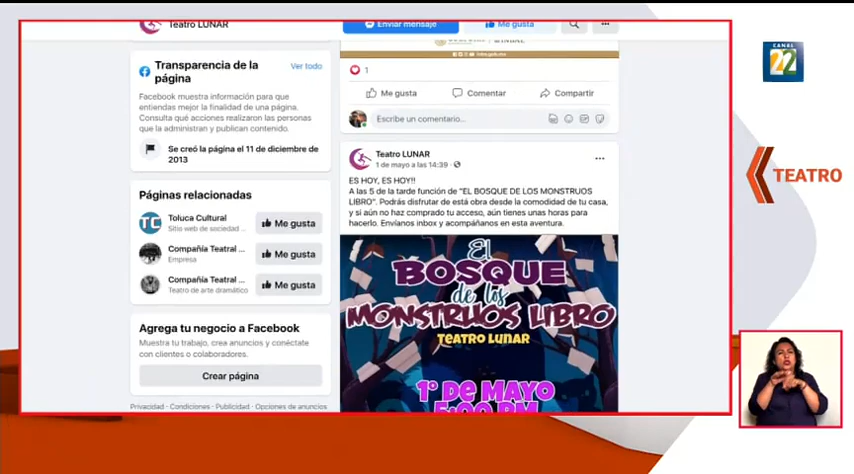 Teatro LUNAR
Enviar mensaje
Me gusta
Transparencia de la
página
Ver todo
Facebook muestra información para que
entiendas mejor la finalidad de una página.
Consulta qué acciones realizaron las personas
que la administran y publican contenido.
Se creó la página el 11 de diciembre de
2013
Páginas relacionadas
Toluca Cultural
Sitio web de sociedad ...
Me gusta
Compañía Teatral ...
Empresa
Me gusta
Compañía Teatral ...
Teatro de arte dramático
Me gusta
Agrega tu negocio a Facebook
Muestra tu trabajo, crea anuncios y conéctate
con clientes o colaboradores.
Crear página
Privacidad · Condiciones · Publicidad · Opciones de anuncios
1
Me gusta
Comentar
Compartir
Escribe un comentario...
Teatro LUNAR
1 de mayo a las 14:39 ·
...
ES HOY, ES HOY!!
A las 5 de la tarde función de "EL BOSQUE DE LOS MONSTRUOS
LIBRO". Podrás disfrutar de está obra desde la comodidad de tu casa,
y si aún no haz comprado tu acceso, aún tienes unas horas para
hacerlo. Envíanos inbox y acompáñanos en esta aventura.
El
BOSQUE
de los
MONSTRUOS LIBRO
TEATRO LUNAR
1° DE MAYO
5:00 PM
CANAL
22
TEATRO